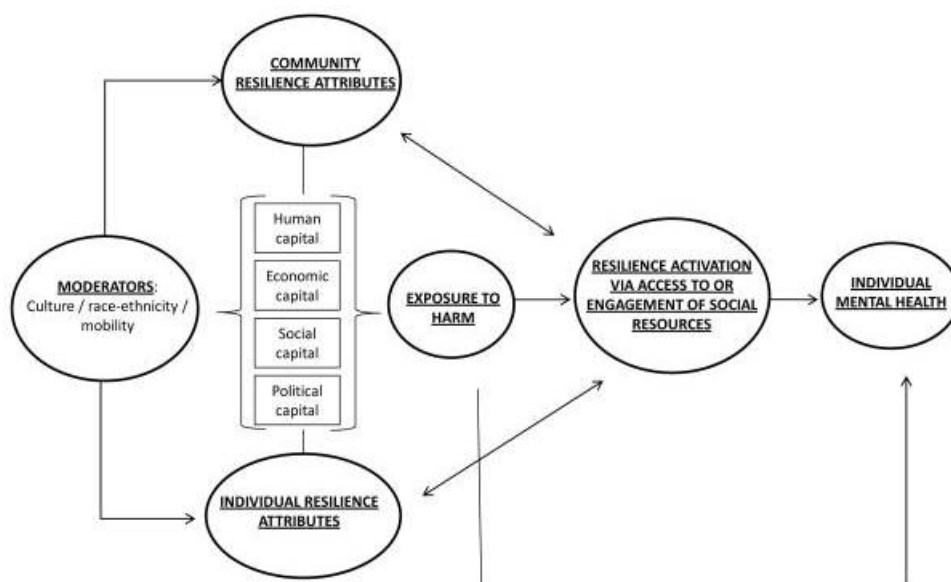 COMMUNITY
RESILIENCE ATTRIBUTES
Human
capital
Economic
capital
Social
capital
Political
capital
MODERATORS:
Culture / race-ethnicity /
mobility
EXPOSURE TO
HARM
RESILIENCE ACTIVATION
VIA ACCESS TO OR
ENGAGEMENT OF SOCIAL
RESOURCES
INDIVIDUAL
MENTAL HEALTH
INDIVIDUAL RESILIENCE
ATTRIBUTES